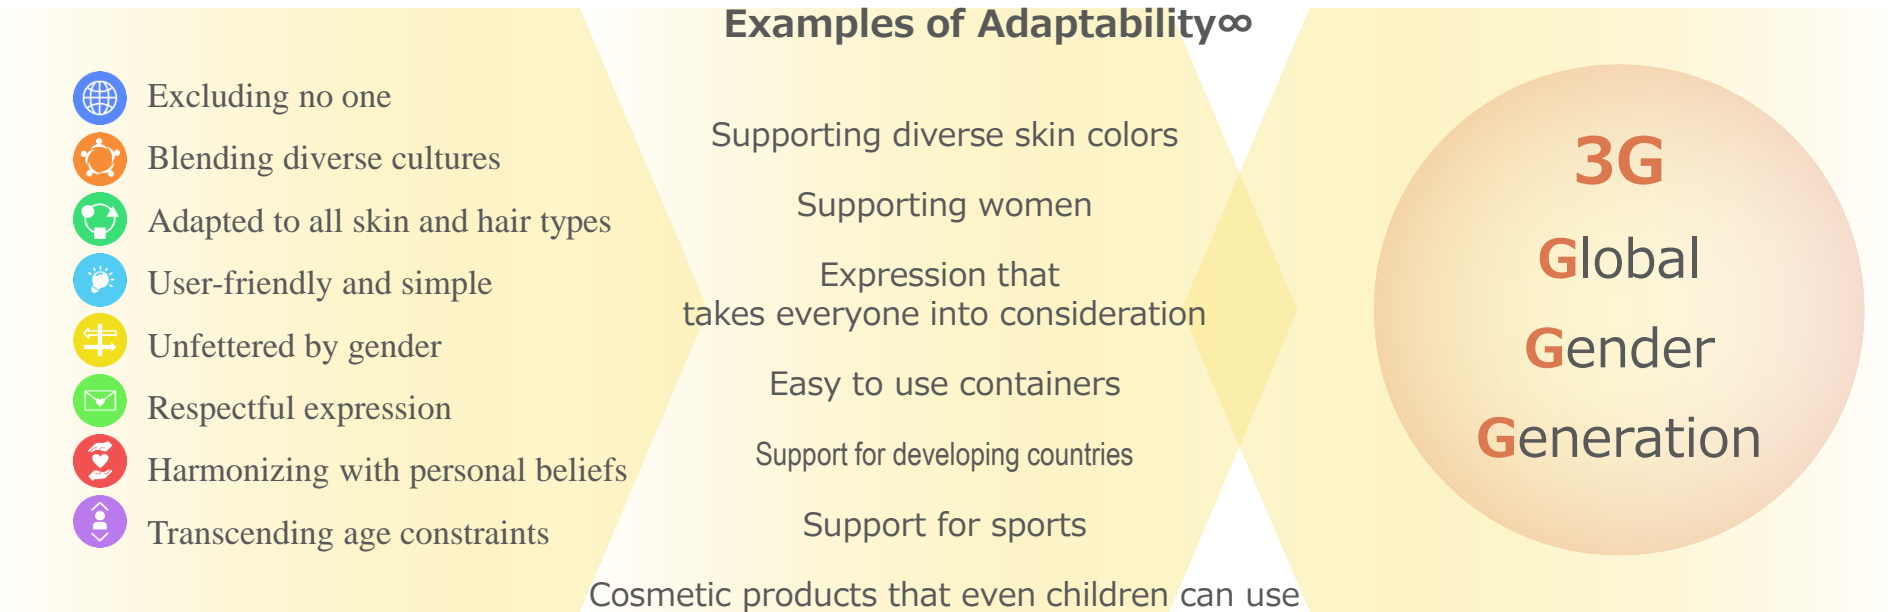 Examples of Adaptability∞
Excluding no one
Blending diverse cultures
Adapted to all skin and hair types
User-friendly and simple
Unfettered by gender
Respectful expression
Harmonizing with personal beliefs
Transcending age constraints
Supporting diverse skin colors
Supporting women
Expression that
takes everyone into consideration
Easy to use containers
Support for developing countries
Support for sports
Cosmetic products that even children can use
3G
Global
Gender
Generation